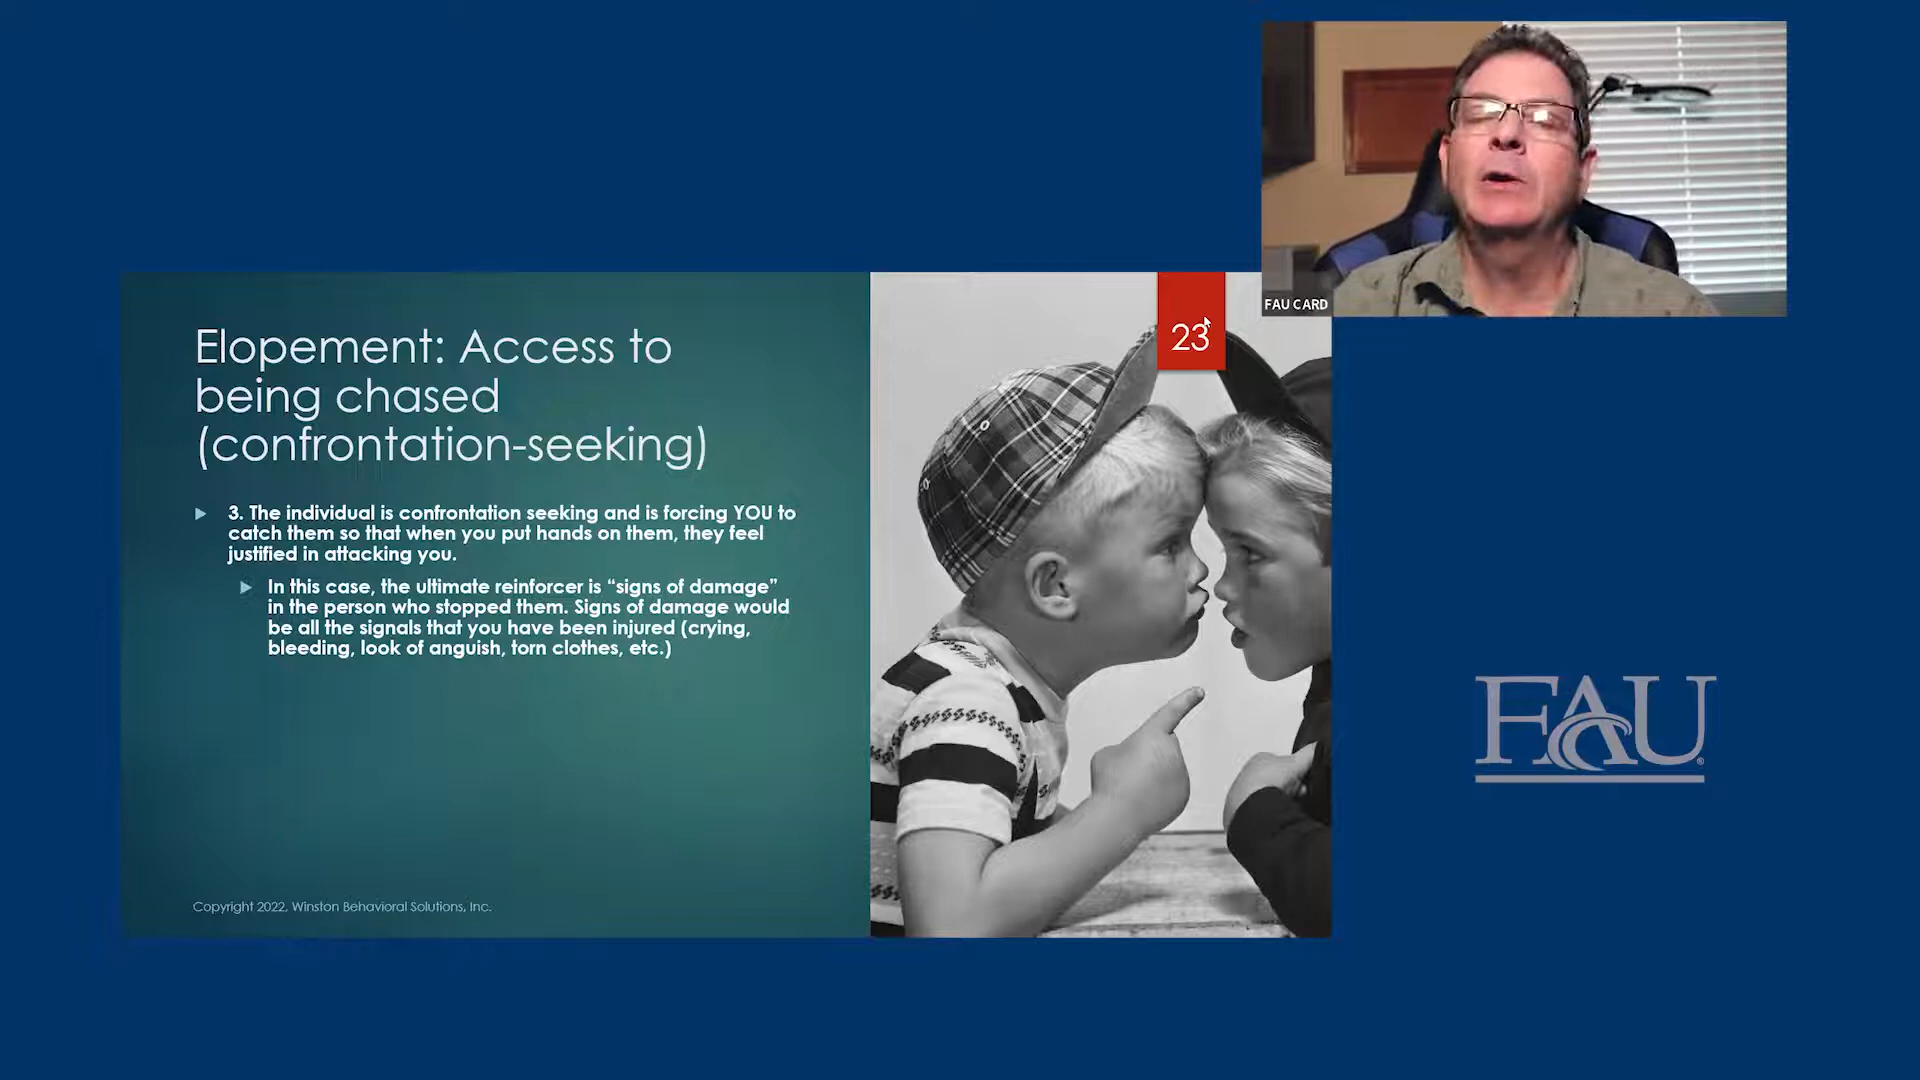 FAU CARD
23
Elopement: Access to
being chased
(confrontation-seeking)
3. The individual is confrontation seeking and is forcing YOU to
catch them so that when you put hands on them, they feel
justified in attacking you.
In this case, the ultimate reinforcer is “signs of damage”
in the person who stopped them. Signs of damage would
be all the signals that you have been injured (crying,
bleeding, look of anguish, torn clothes, etc.)
Copyright 2022, Winston Behavioral Solutions, Inc.
FAU®